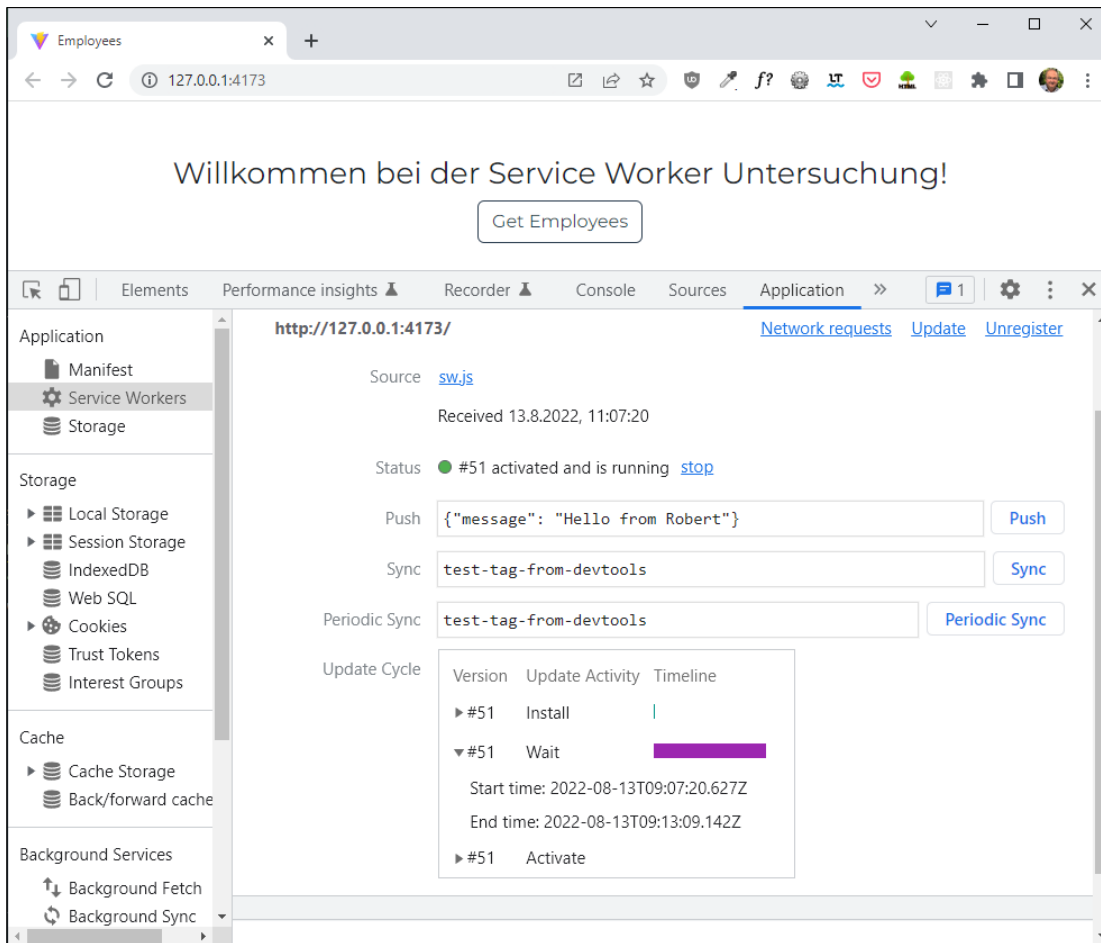 Employees
127.0.0.1:4173
Willkommen bei der Service Worker Untersuchung!
Get Employees
Elements Performance insights Recorder Console Sources Application 1
Application
Manifest
Service Workers
Storage
Storage
Local Storage
Session Storage
IndexedDB
Web SQL
Cookies
Trust Tokens
Interest Groups
Cache
Cache Storage
Back/forward cache
Background Services
Background Fetch
Background Sync
http://127.0.0.1:4173/ Network requests Update Unregister
Source sw.js
Received 13.8.2022, 11:07:20
Status #51 activated and is running stop
Push {"message": "Hello from Robert"} Push
Sync test-tag-from-devtools Sync
Periodic Sync test-tag-from-devtools Periodic Sync
Update Cycle
Version Update Activity Timeline
#51 Install
#51 Wait
Start time: 2022-08-13T09:07:20.627Z
End time: 2022-08-13T09:13:09.142Z
#51 Activate